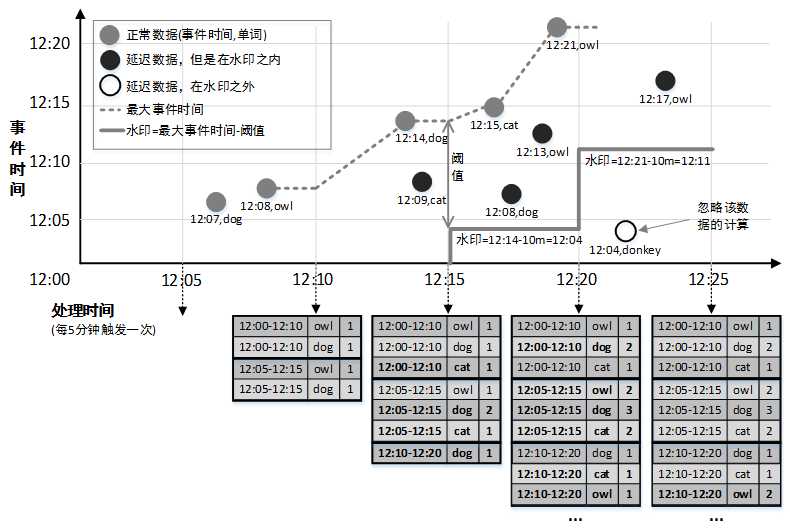 12:20
12:15
12:10
12:05
12:00
事件时间
正常数据(事件时间,单词)
延迟数据，但是在水印之内
延迟数据，在水印之外
最大事件时间
水印=最大事件时间-阈值
12:21,owl
12:17,owl
12:14,dog
12:15,cat
12:13,owl
阈值
水印=12:21-10m=12:11
12:09,cat
12:08,owl
12:07,dog
12:08,dog
忽略该数
据的计算
水印=12:14-10m=12:04
12:04,donkey
12:05
12:10
12:15
12:20
12:25
处理时间
(每5分钟触发一次)
12:00-12:10 owl 1
12:00-12:10 dog 1
12:05-12:15 owl 1
12:05-12:15 dog 1
12:00-12:10 owl 1
12:00-12:10 dog 1
12:00-12:10 cat 1
12:05-12:15 owl 1
12:05-12:15 dog 2
12:05-12:15 cat 1
12:10-12:20 dog 1
12:00-12:10 owl 1
12:00-12:10 dog 2
12:00-12:10 cat 1
12:05-12:15 owl 2
12:05-12:15 dog 3
12:05-12:15 cat 2
12:10-12:20 dog 1
12:10-12:20 cat 1
12:10-12:20 owl 1
...
12:00-12:10 owl 1
12:00-12:10 dog 2
12:00-12:10 cat 1
12:05-12:15 owl 2
12:05-12:15 dog 3
12:05-12:15 cat 2
12:10-12:20 dog 1
12:10-12:20 cat 1
12:10-12:20 owl 2
...